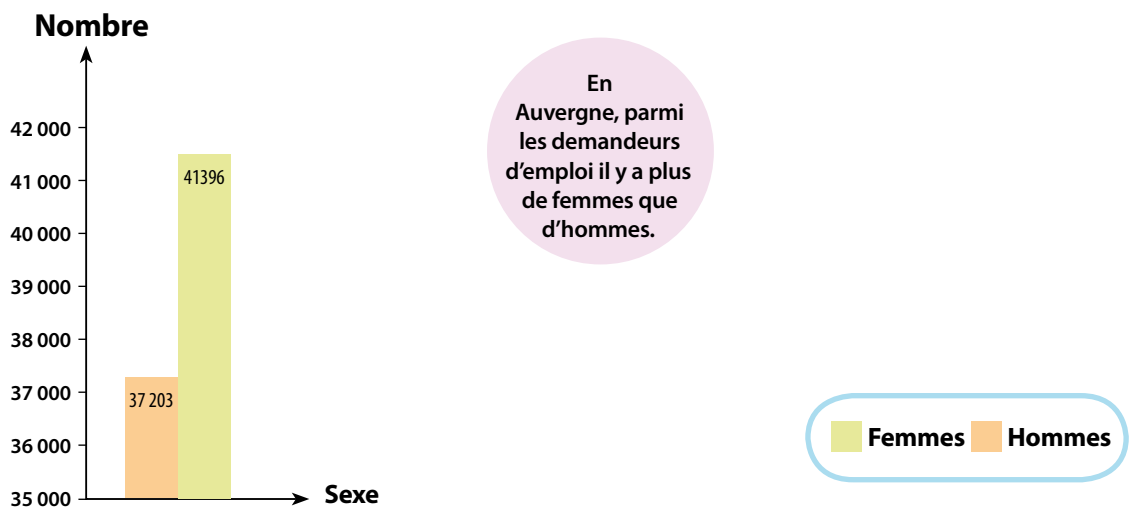 Nombre
En
Auvergne, parmi
les demandeurs
d'emploi il y a plus
de femmes que
d'hommes.
42 000
41 000
40 000
39 000
38 000
37 000
36 000
35 000
41396
37 203
Sexe
Femmes Hommes